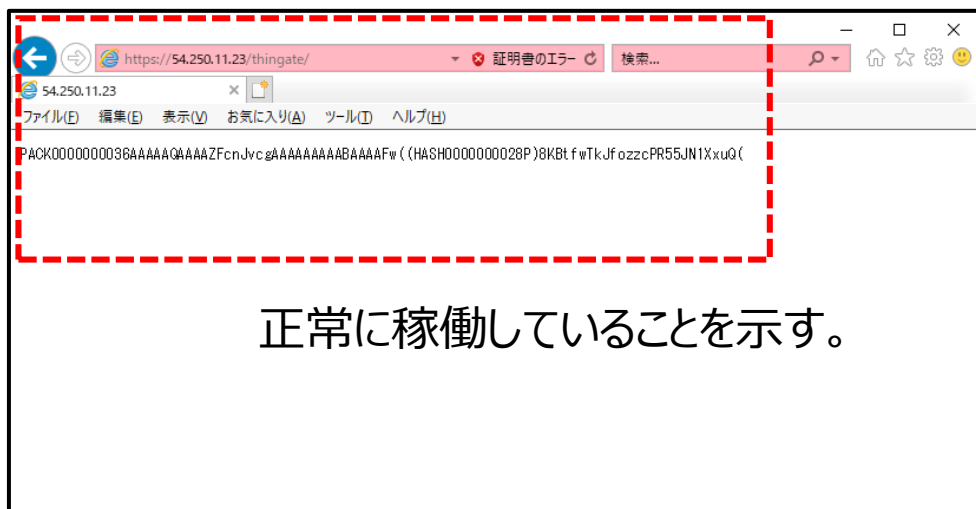 https://54.250.11.23/thingate/ 証明書のエラー 検索...
54.250.11.23
ファイル(F) 編集(E) 表示(V) お気に入り(A) ツール(T) ヘルプ(H)
PACK0000000036AAAAAQAAAAZFcnJvcgAAAAAAAAABAAAAFw((HASH0000000028P)8KBtfwTkJfozzcPR55JN1XxuQ(
正常に稼働していることを示す。